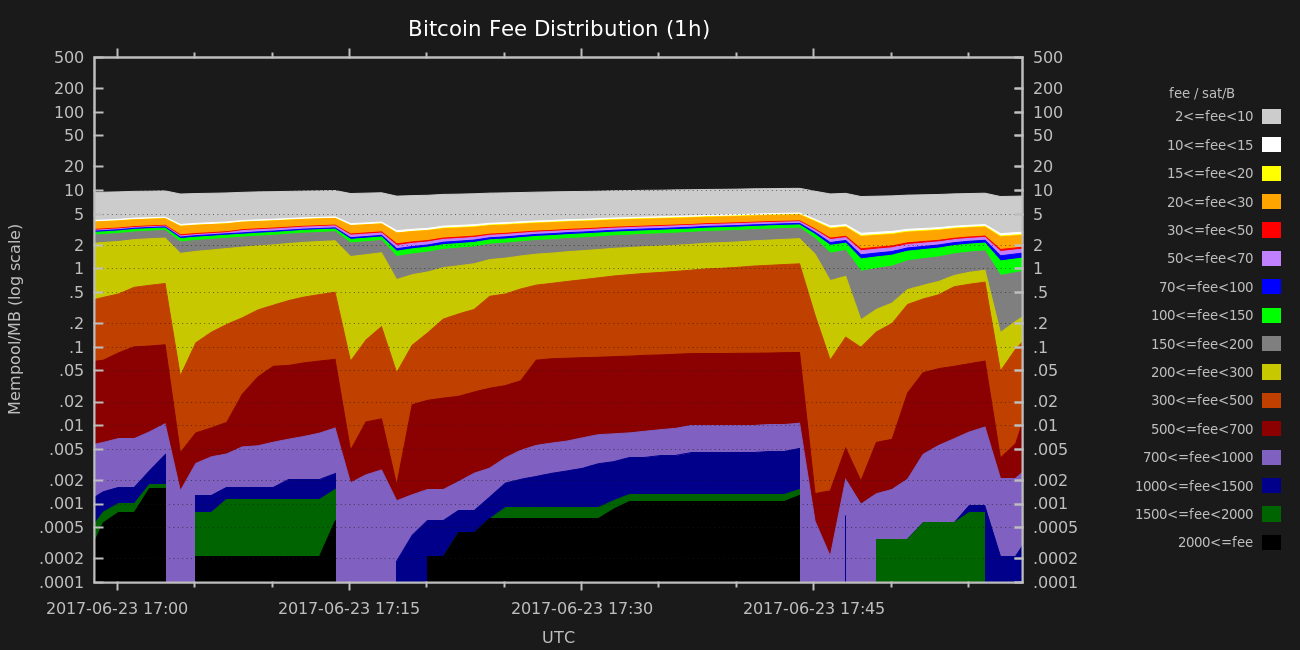 Bitcoin Fee Distribution (1h)
Mempool/MB (log scale)
500
200
100
50
20
10
5
2
1
.5
.2
.1
.05
.02
.01
.005
.002
.001
.0005
.0002
.0001
500
200
100
50
20
10
5
2
1
.5
.2
.1
.05
.02
.01
.005
.002
.001
.0005
.0002
.0001
2017-06-23 17:00
2017-06-23 17:15
2017-06-23 17:30
2017-06-23 17:45
UTC
fee / sat/B
2<=fee<10
10<=fee<15
15<=fee<20
20<=fee<30
30<=fee<50
50<=fee<70
70<=fee<100
100<=fee<150
150<=fee<200
200<=fee<300
300<=fee<500
500<=fee<700
700<=fee<1000
1000<=fee<1500
1500<=fee<2000
2000<=fee